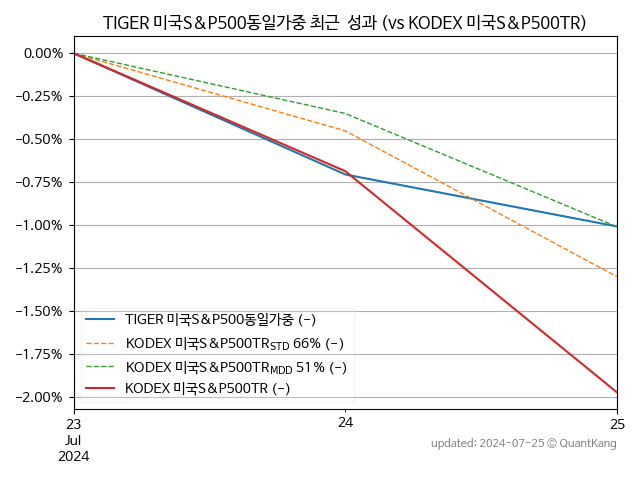 TIGER 미국S&P500동일가중 최근  성과 (vs KODEX 미국S&P500TR)
0.00%
−0.25%
−0.50%
−0.75%
−1.00%
−1.25%
−1.50%
−1.75%
−2.00%
TIGER 미국S&P500동일가중 (-)
KODEX 미국S&P500TRSTD 66% (-)
KODEX 미국S&P500TRMDD 51% (-)
KODEX 미국S&P500TR (-)
23
Jul
2024
24
25
updated: 2024-07-25 ⓒ QuantKang